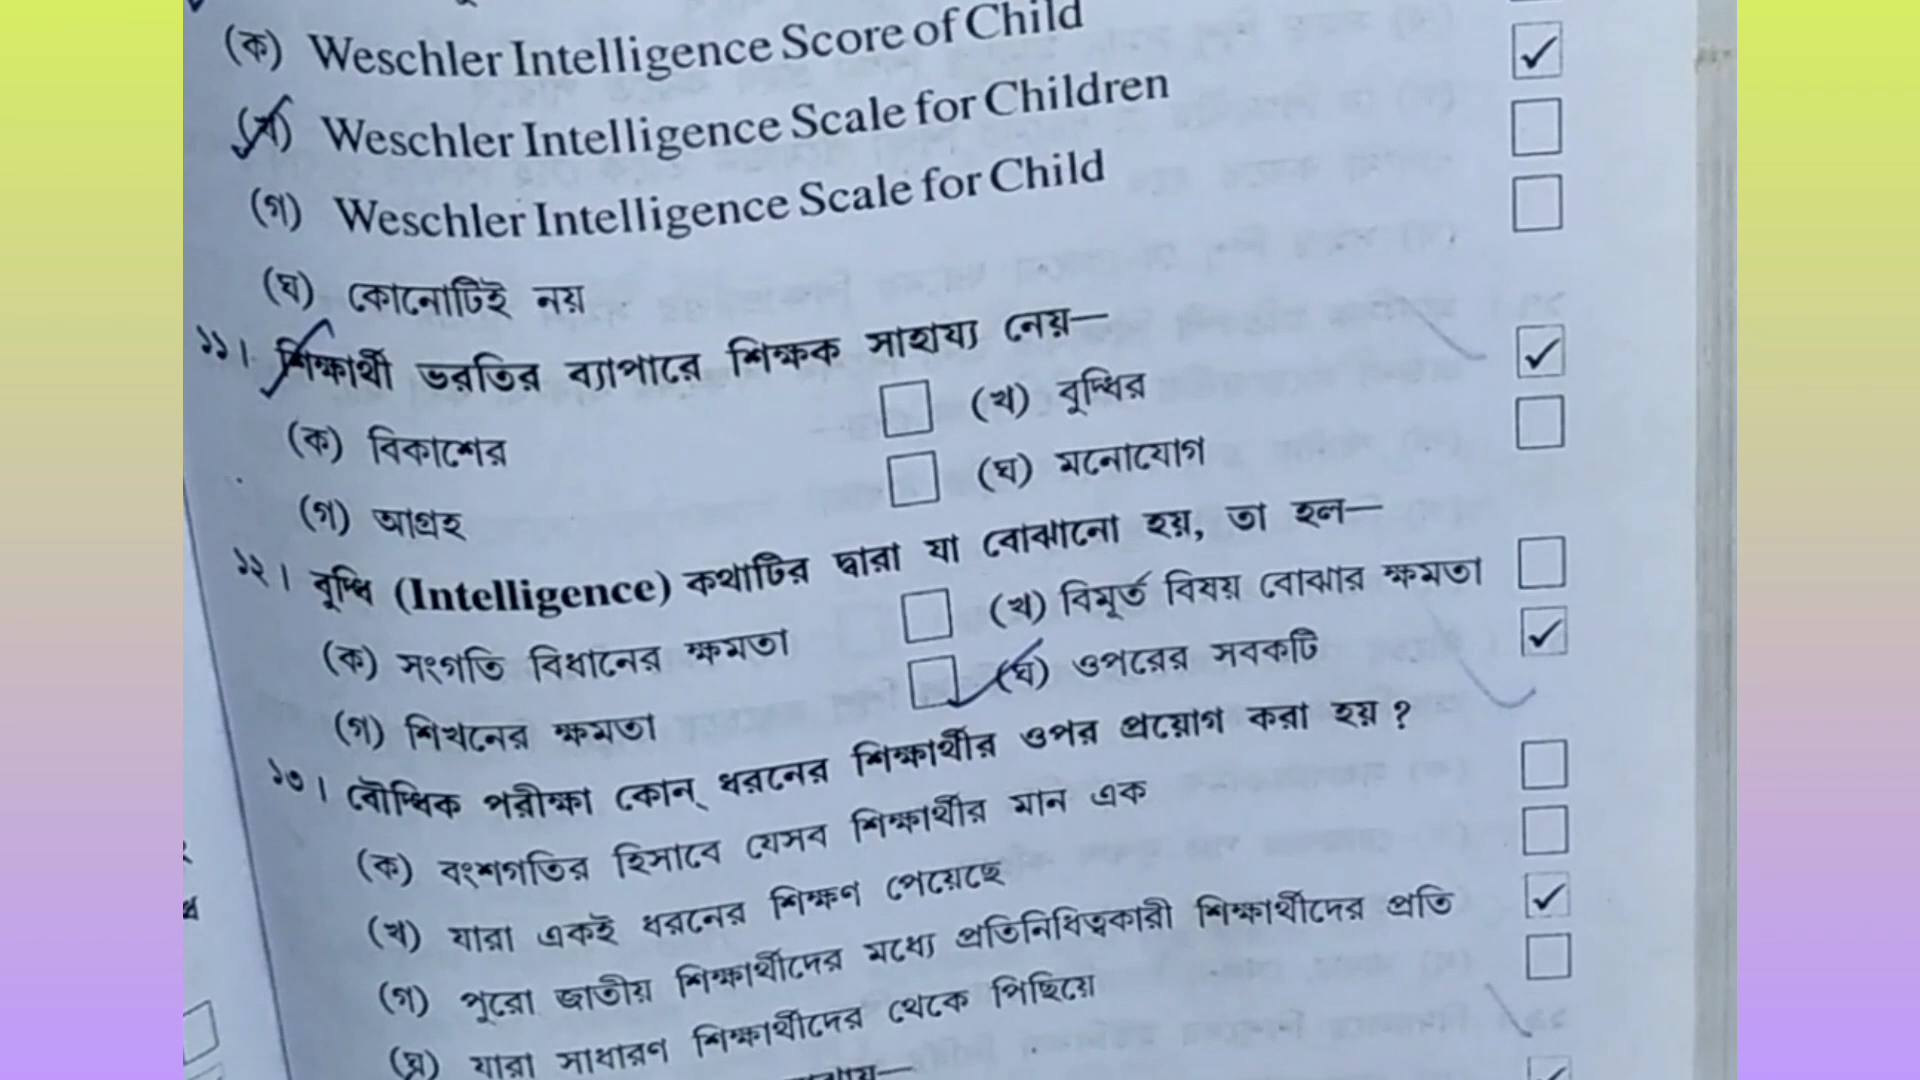 (ক) Weschler Intelligence Score of Child
(খ) Weschler Intelligence Scale for Children
(গ) Weschler Intelligence Scale for Child
(ঘ) কোনোটিই নয়
১১। শিক্ষার্থী ভরতির ব্যাপারে শিক্ষক সাহায্য নেয়—
(ক) বিকাশের (খ) বুদ্ধির
(গ) আগ্রহ (ঘ) মনোযোগ
১২। বুদ্ধি (Intelligence) কথাটির দ্বারা যা বোঝানো হয়, তা হল—
(ক) সংগতি বিধানের ক্ষমতা (খ) বিমূর্ত বিষয় বোঝার ক্ষমতা
(গ) শিখনের ক্ষমতা (ঘ) ওপরের সবকটি
১৩। বৌদ্ধিক পরীক্ষা কোন্ ধরনের শিক্ষার্থীর ওপর প্রয়োগ করা হয় ?
(ক) বংশগতির হিসাবে যেসব শিক্ষার্থীর মান এক
(খ) যারা একই ধরনের শিক্ষণ পেয়েছে
(গ) পুরো জাতীয় শিক্ষার্থীদের মধ্যে প্রতিনিধিত্বকারী শিক্ষার্থীদের প্রতি
(ঘ) যারা সাধারণ শিক্ষার্থীদের থেকে পিছিয়ে